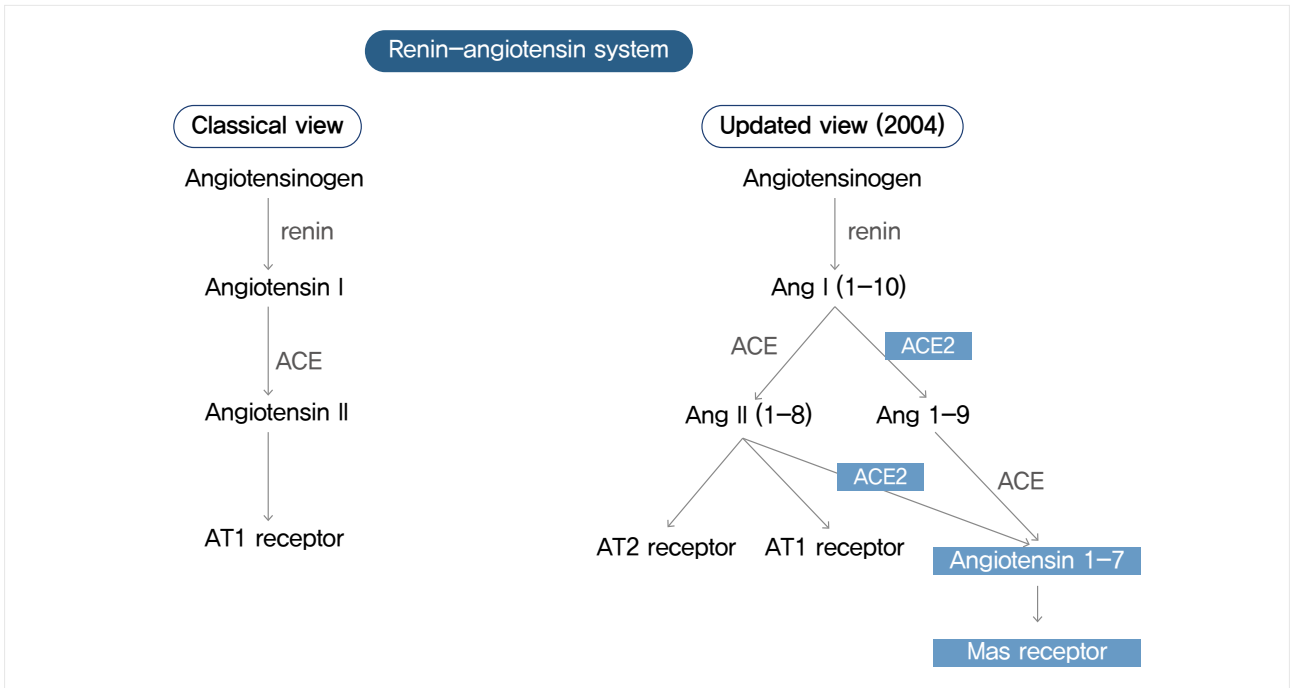 Renin–angiotensin system
Classical view
Angiotensinogen
renin
Angiotensin I
ACE
Angiotensin II
AT1 receptor
Updated view (2004)
Angiotensinogen
renin
Ang I (1–10)
ACE
ACE2
Ang II (1–8)
Ang 1–9
ACE2
ACE
AT2 receptor
AT1 receptor
Angiotensin 1–7
Mas receptor